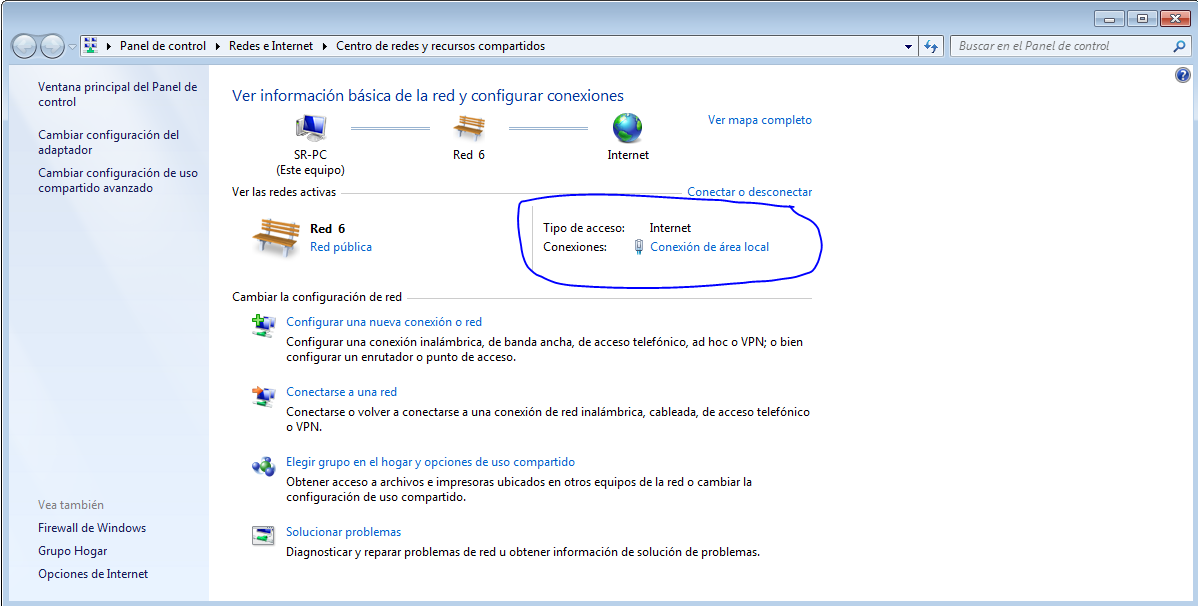 Panel de control ▸ Redes e Internet ▸ Centro de redes y recursos compartidos
Buscar en el Panel de control
Ventana principal del Panel de
control
Cambiar configuración del
adaptador
Cambiar configuración de uso
compartido avanzado
Vea también
Firewall de Windows
Grupo Hogar
Opciones de Internet
Ver información básica de la red y configurar conexiones
SR-PC
(Este equipo)
Red 6
Internet
Ver mapa completo
Ver las redes activas
Conectar o desconectar
Red 6
Red pública
Tipo de acceso: Internet
Conexiones: Conexión de área local
Cambiar la configuración de red
Configurar una nueva conexión o red
Configurar una conexión inalámbrica, de banda ancha, de acceso telefónico, ad hoc o VPN; o bien
configurar un enrutador o punto de acceso.
Conectarse a una red
Conectarse o volver a conectarse a una conexión de red inalámbrica, cableada, de acceso telefónico
o VPN.
Elegir grupo en el hogar y opciones de uso compartido
Obtener acceso a archivos e impresoras ubicados en otros equipos de la red o cambiar la
configuración de uso compartido.
Solucionar problemas
Diagnosticar y reparar problemas de red u obtener información de solución de problemas.